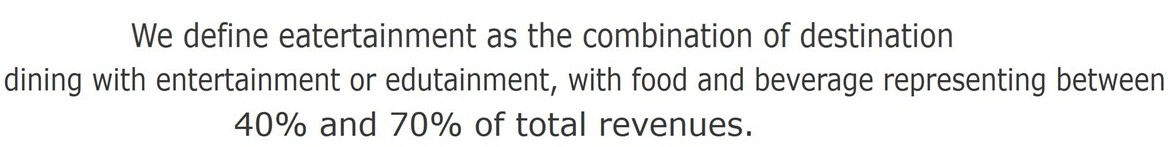 We define eatertainment as the combination of destination
dining with entertainment or edutainment, with food and beverage representing between
40% and 70% of total revenues.